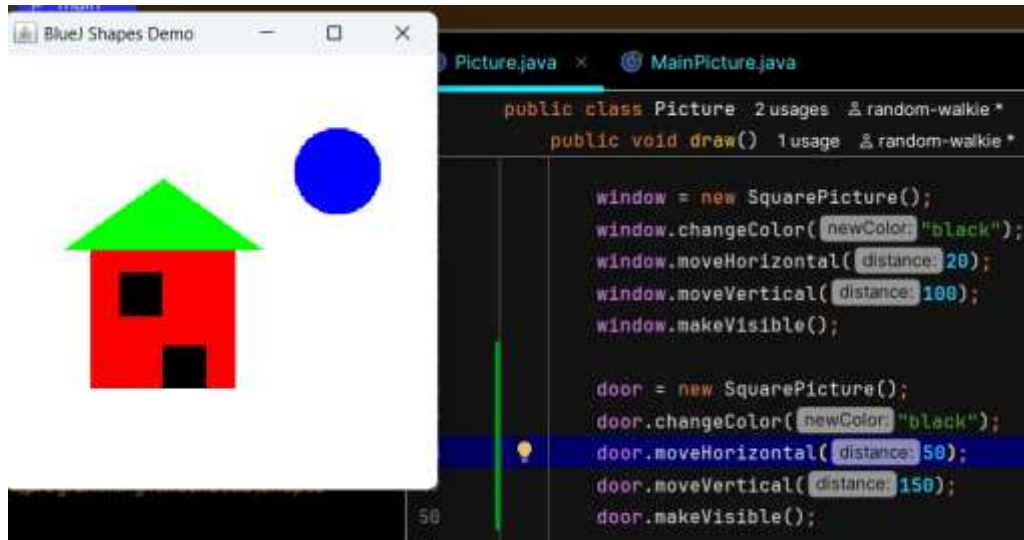 BlueJ Shapes Demo
Picture.java
MainPicture.java
public class Picture 2 usages random-walkie *
public void draw() 1 usage random-walkie *
window = new SquarePicture();
window.changeColor( newColor: "black");
window.moveHorizontal( distance: 20);
window.moveVertical( distance: 100);
window.makeVisible();
door = new SquarePicture();
door.changeColor( newColor: "black");
door.moveHorizontal( distance: 50);
door.moveVertical( distance: 150);
50
door.makeVisible();